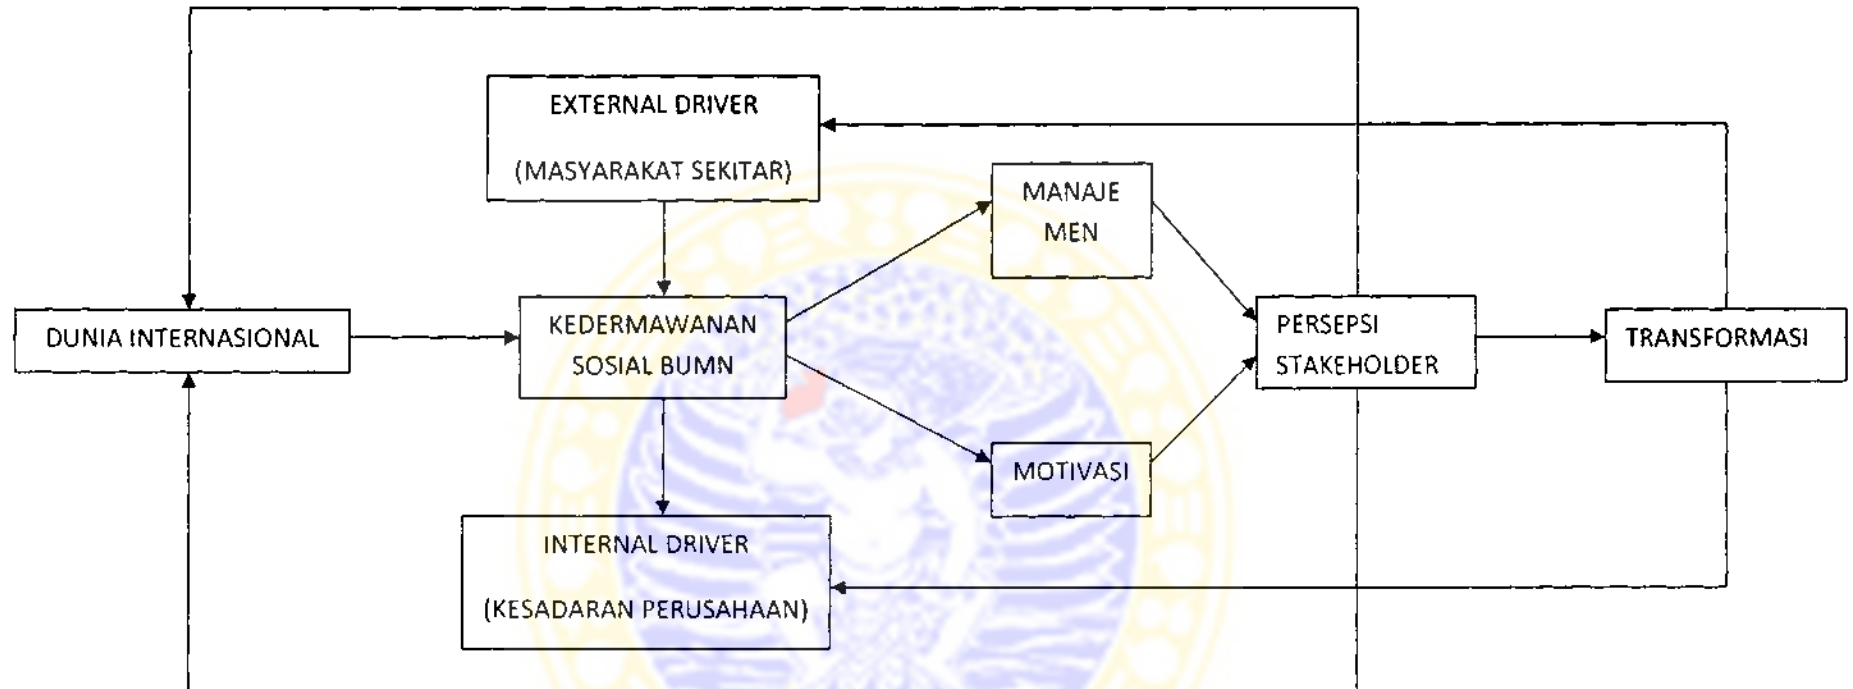 EXTERNAL DRIVER
(MASYARAKAT SEKITAR)
MANAJE
MEN
DUNIA INTERNASIONAL
KEDERMAWANAN
SOSIAL BUMN
PERSEPSI
STAKEHOLDER
TRANSFORMASI
MOTIVASI
INTERNAL DRIVER
(KESADARAN PERUSAHAAN)